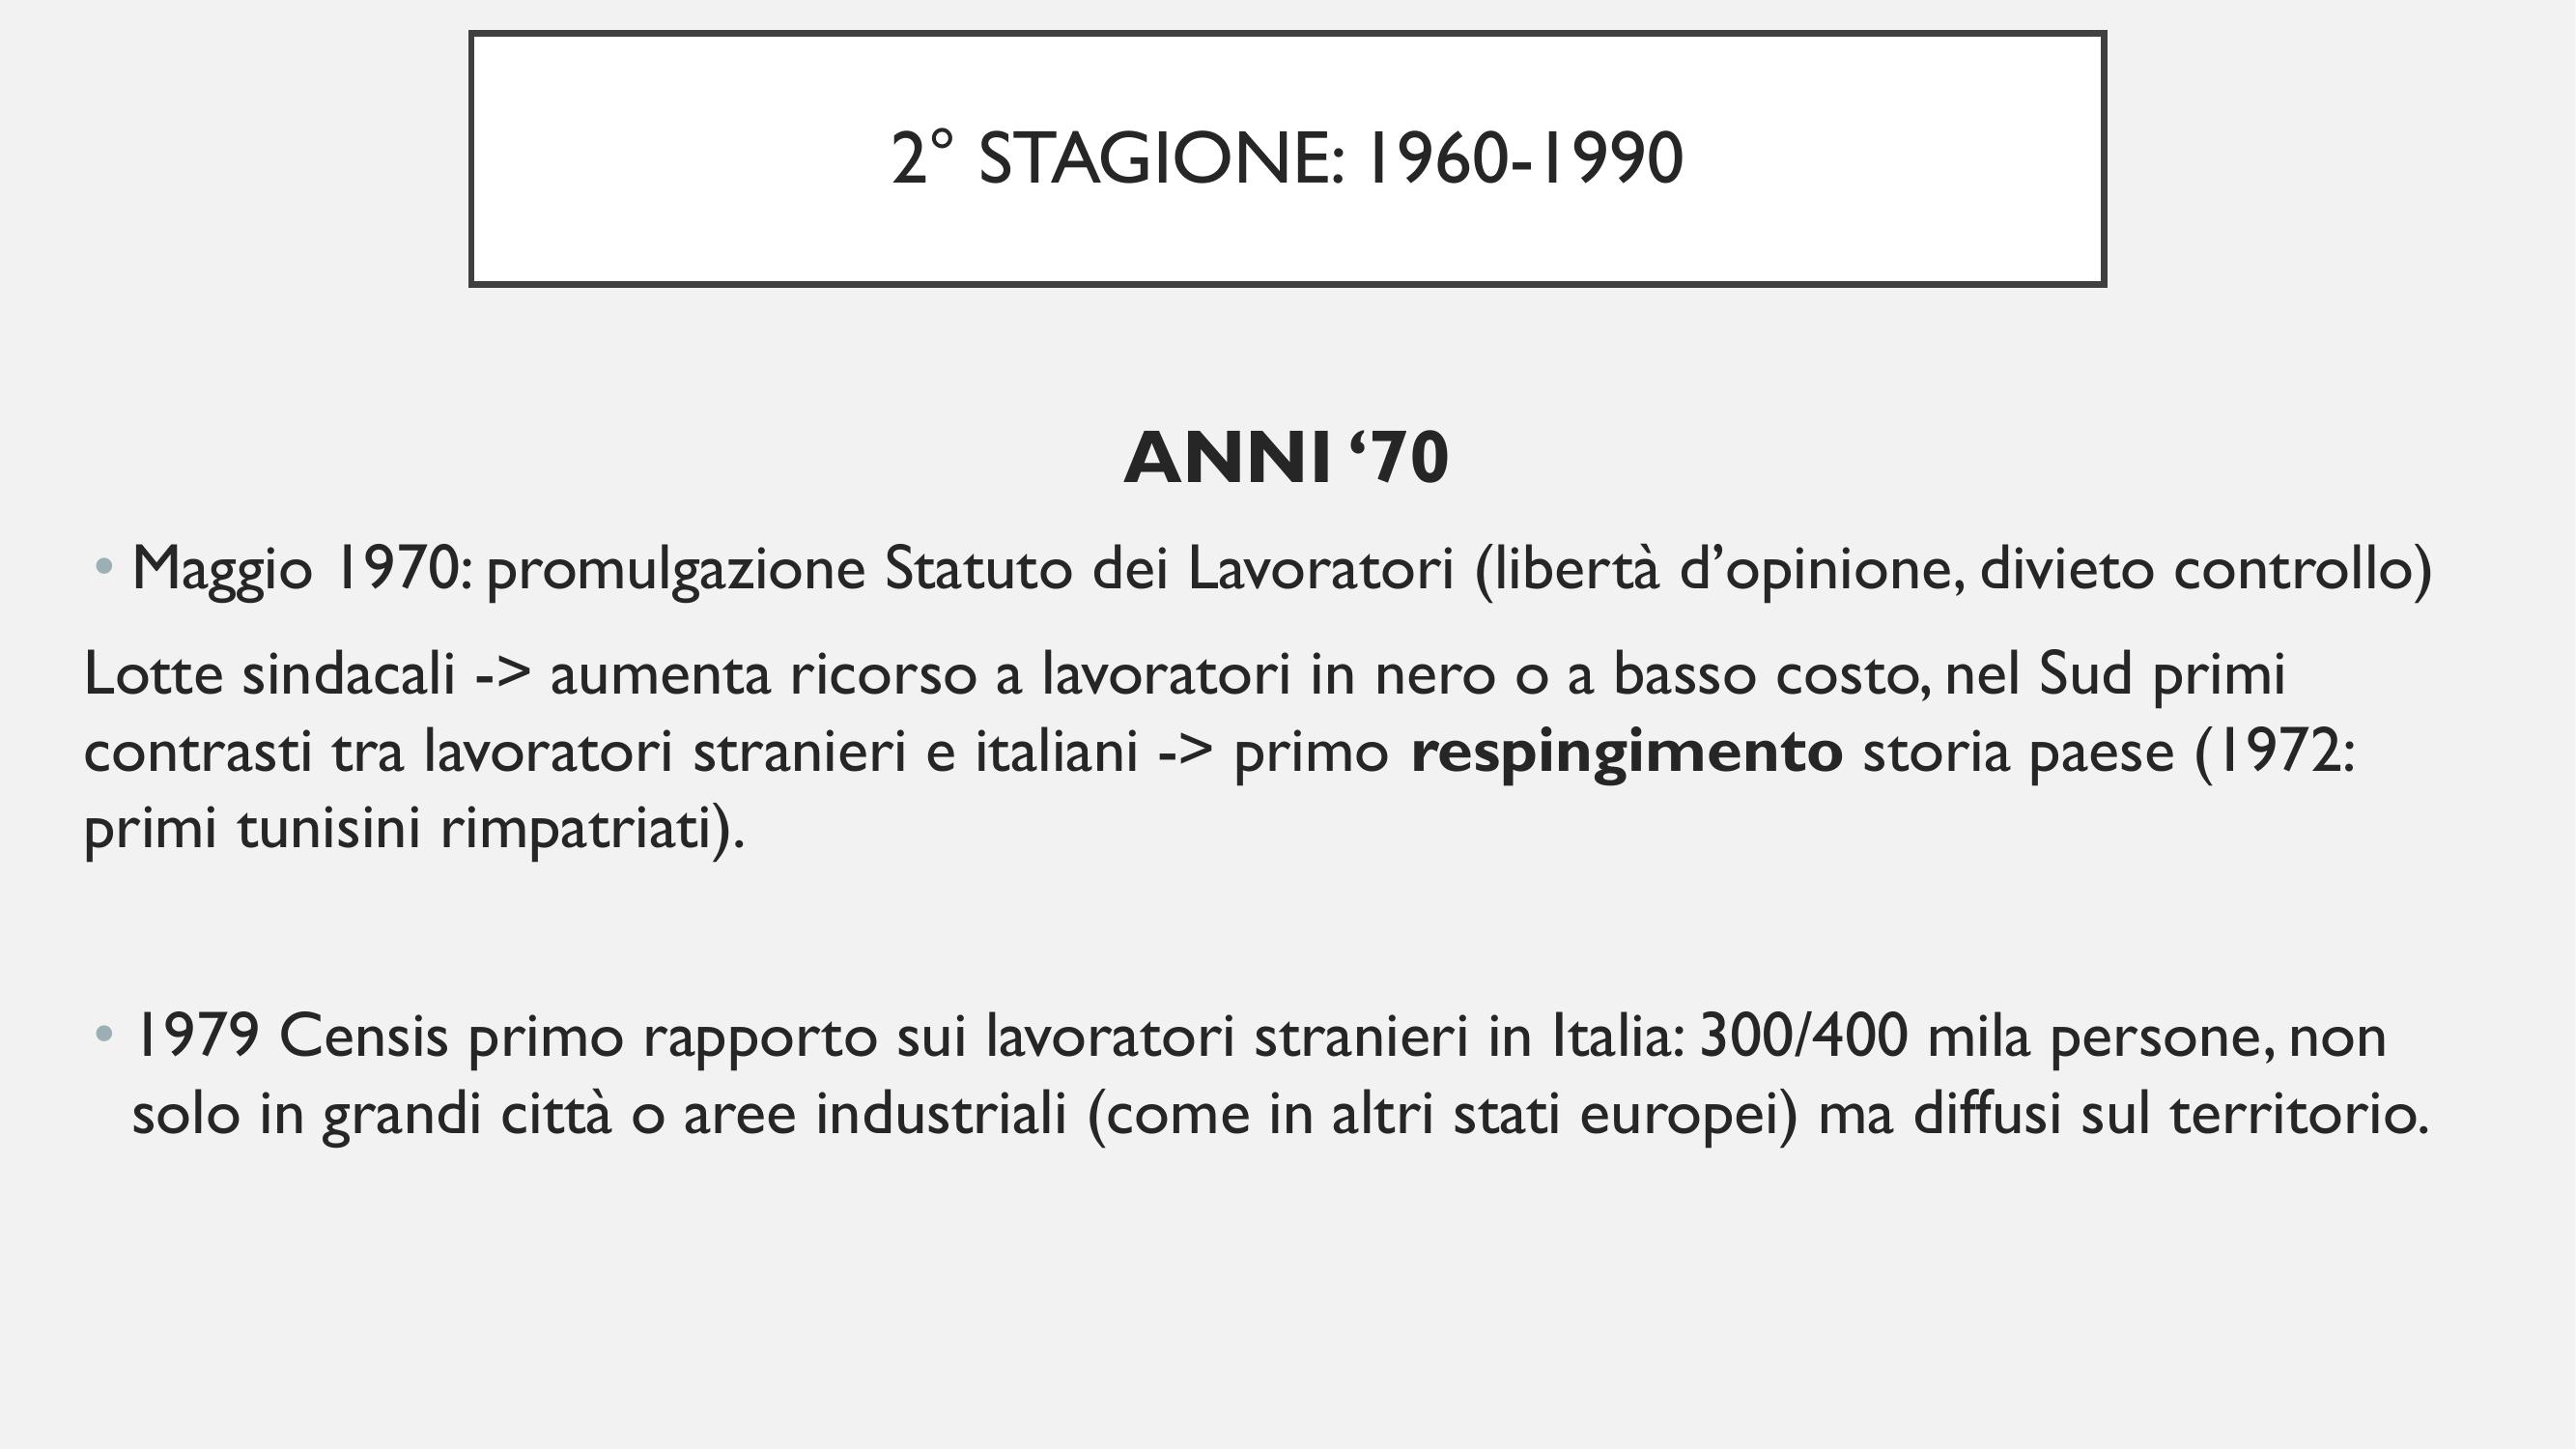 2° STAGIONE: 1960-1990
ANNI ‘70
• Maggio 1970: promulgazione Statuto dei Lavoratori (libertà d’opinione, divieto controllo)
Lotte sindacali -> aumenta ricorso a lavoratori in nero o a basso costo, nel Sud primi
contrasti tra lavoratori stranieri e italiani -> primo respingimento storia paese (1972:
primi tunisini rimpatriati).
• 1979 Censis primo rapporto sui lavoratori stranieri in Italia: 300/400 mila persone, non
solo in grandi città o aree industriali (come in altri stati europei) ma diffusi sul territorio.